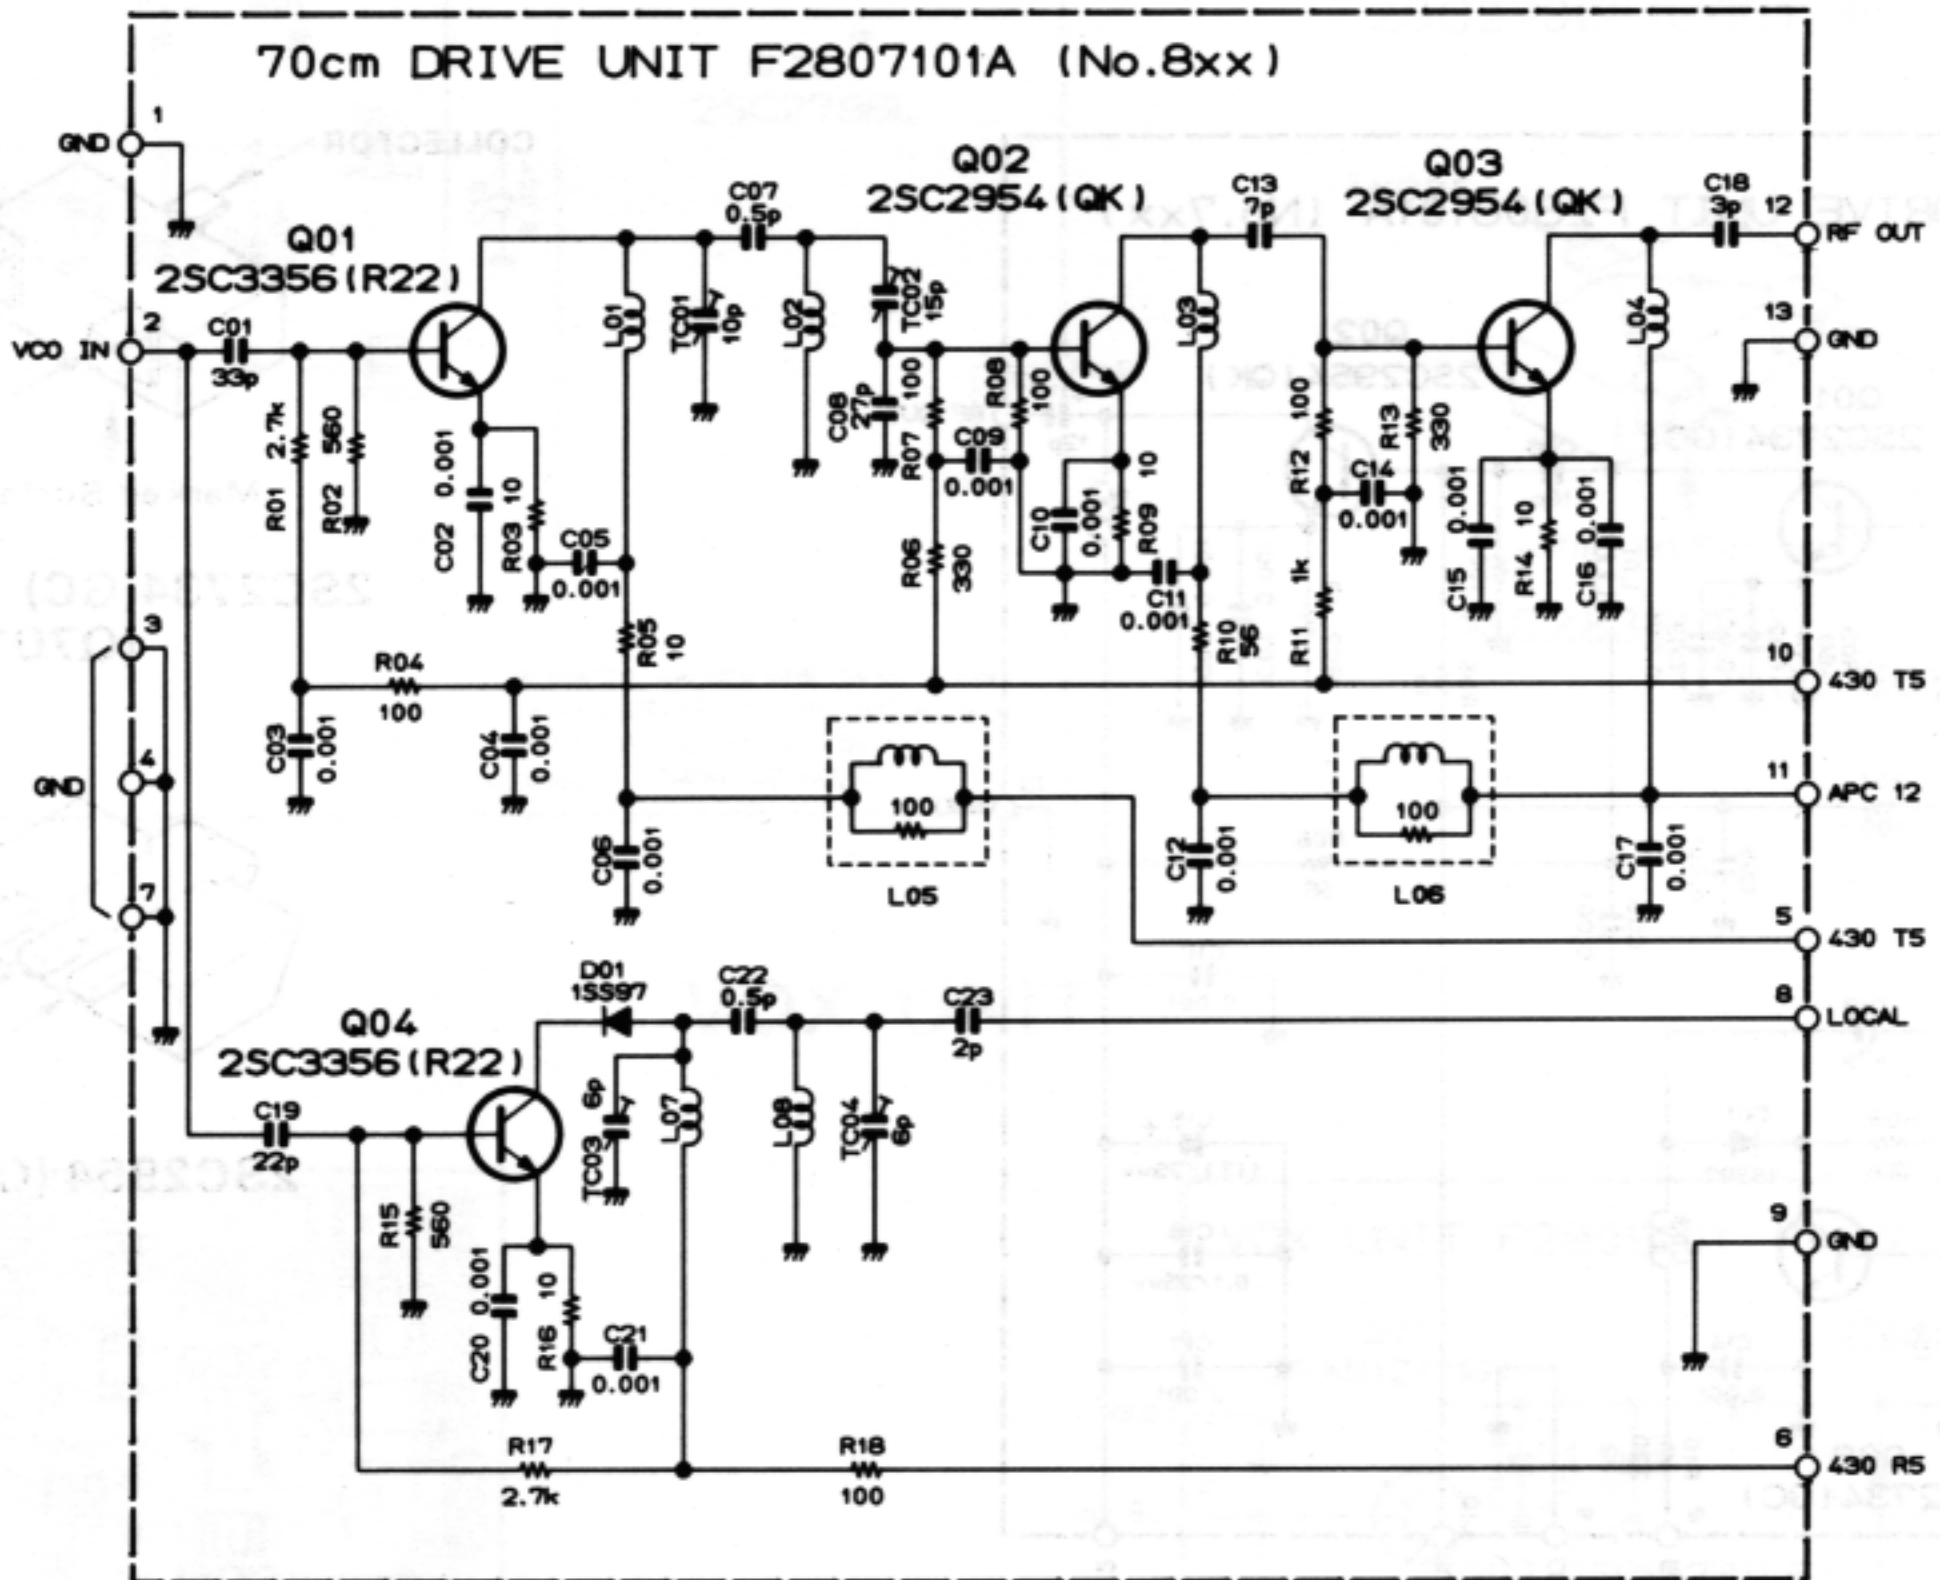 70cm DRIVE UNIT F2807101A (No.8xx)
1
GND
Q01
2SC3356(R22)
2
VCO IN
C01
33p
2.7k
R01
560
R02
0.001
C02
10
R03
C05
0.001
L01
TC01
10p
C07
0.5p
L02
TC02
15p
C08
27p
100
R07
R08
100
C09
0.001
R06
330
Q02
2SC2954(QK)
C10
0.001
10
R09
C11
0.001
L03
R10
56
C13
7p
100
R12
R13
330
C14
0.001
1k
R11
Q03
2SC2954(QK)
0.001
C15
10
R14
0.001
C16
L04
C18
3p
12
RF OUT
13
GND
R05
10
R04
100
C03
0.001
C04
0.001
10
430 T5
3
4
7
GND
C06
0.001
100
L05
C12
0.001
100
L06
C17
0.001
11
APC 12
5
430 T5
D01
1SS97
C22
0.5p
C23
2p
8
LOCAL
Q04
2SC3356(R22)
C19
22p
R15
560
6p
TC03
L07
L08
TC04
6p
0.001
C20
10
R16
C21
0.001
9
GND
R17
2.7k
R18
100
6
430 R5